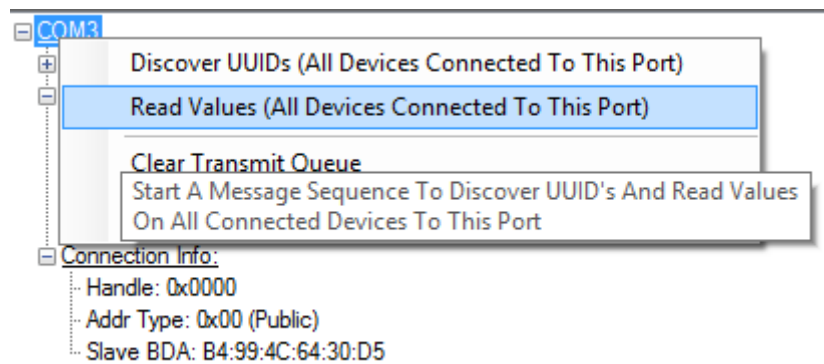 COM3
Discover UUIDs (All Devices Connected To This Port)
Read Values (All Devices Connected To This Port)
Clear Transmit Queue
Start A Message Sequence To Discover UUID's And Read Values
On All Connected Devices To This Port
Connection Info:
Handle: 0x0000
Addr Type: 0x00 (Public)
Slave BDA: B4:99:4C:64:30:D5